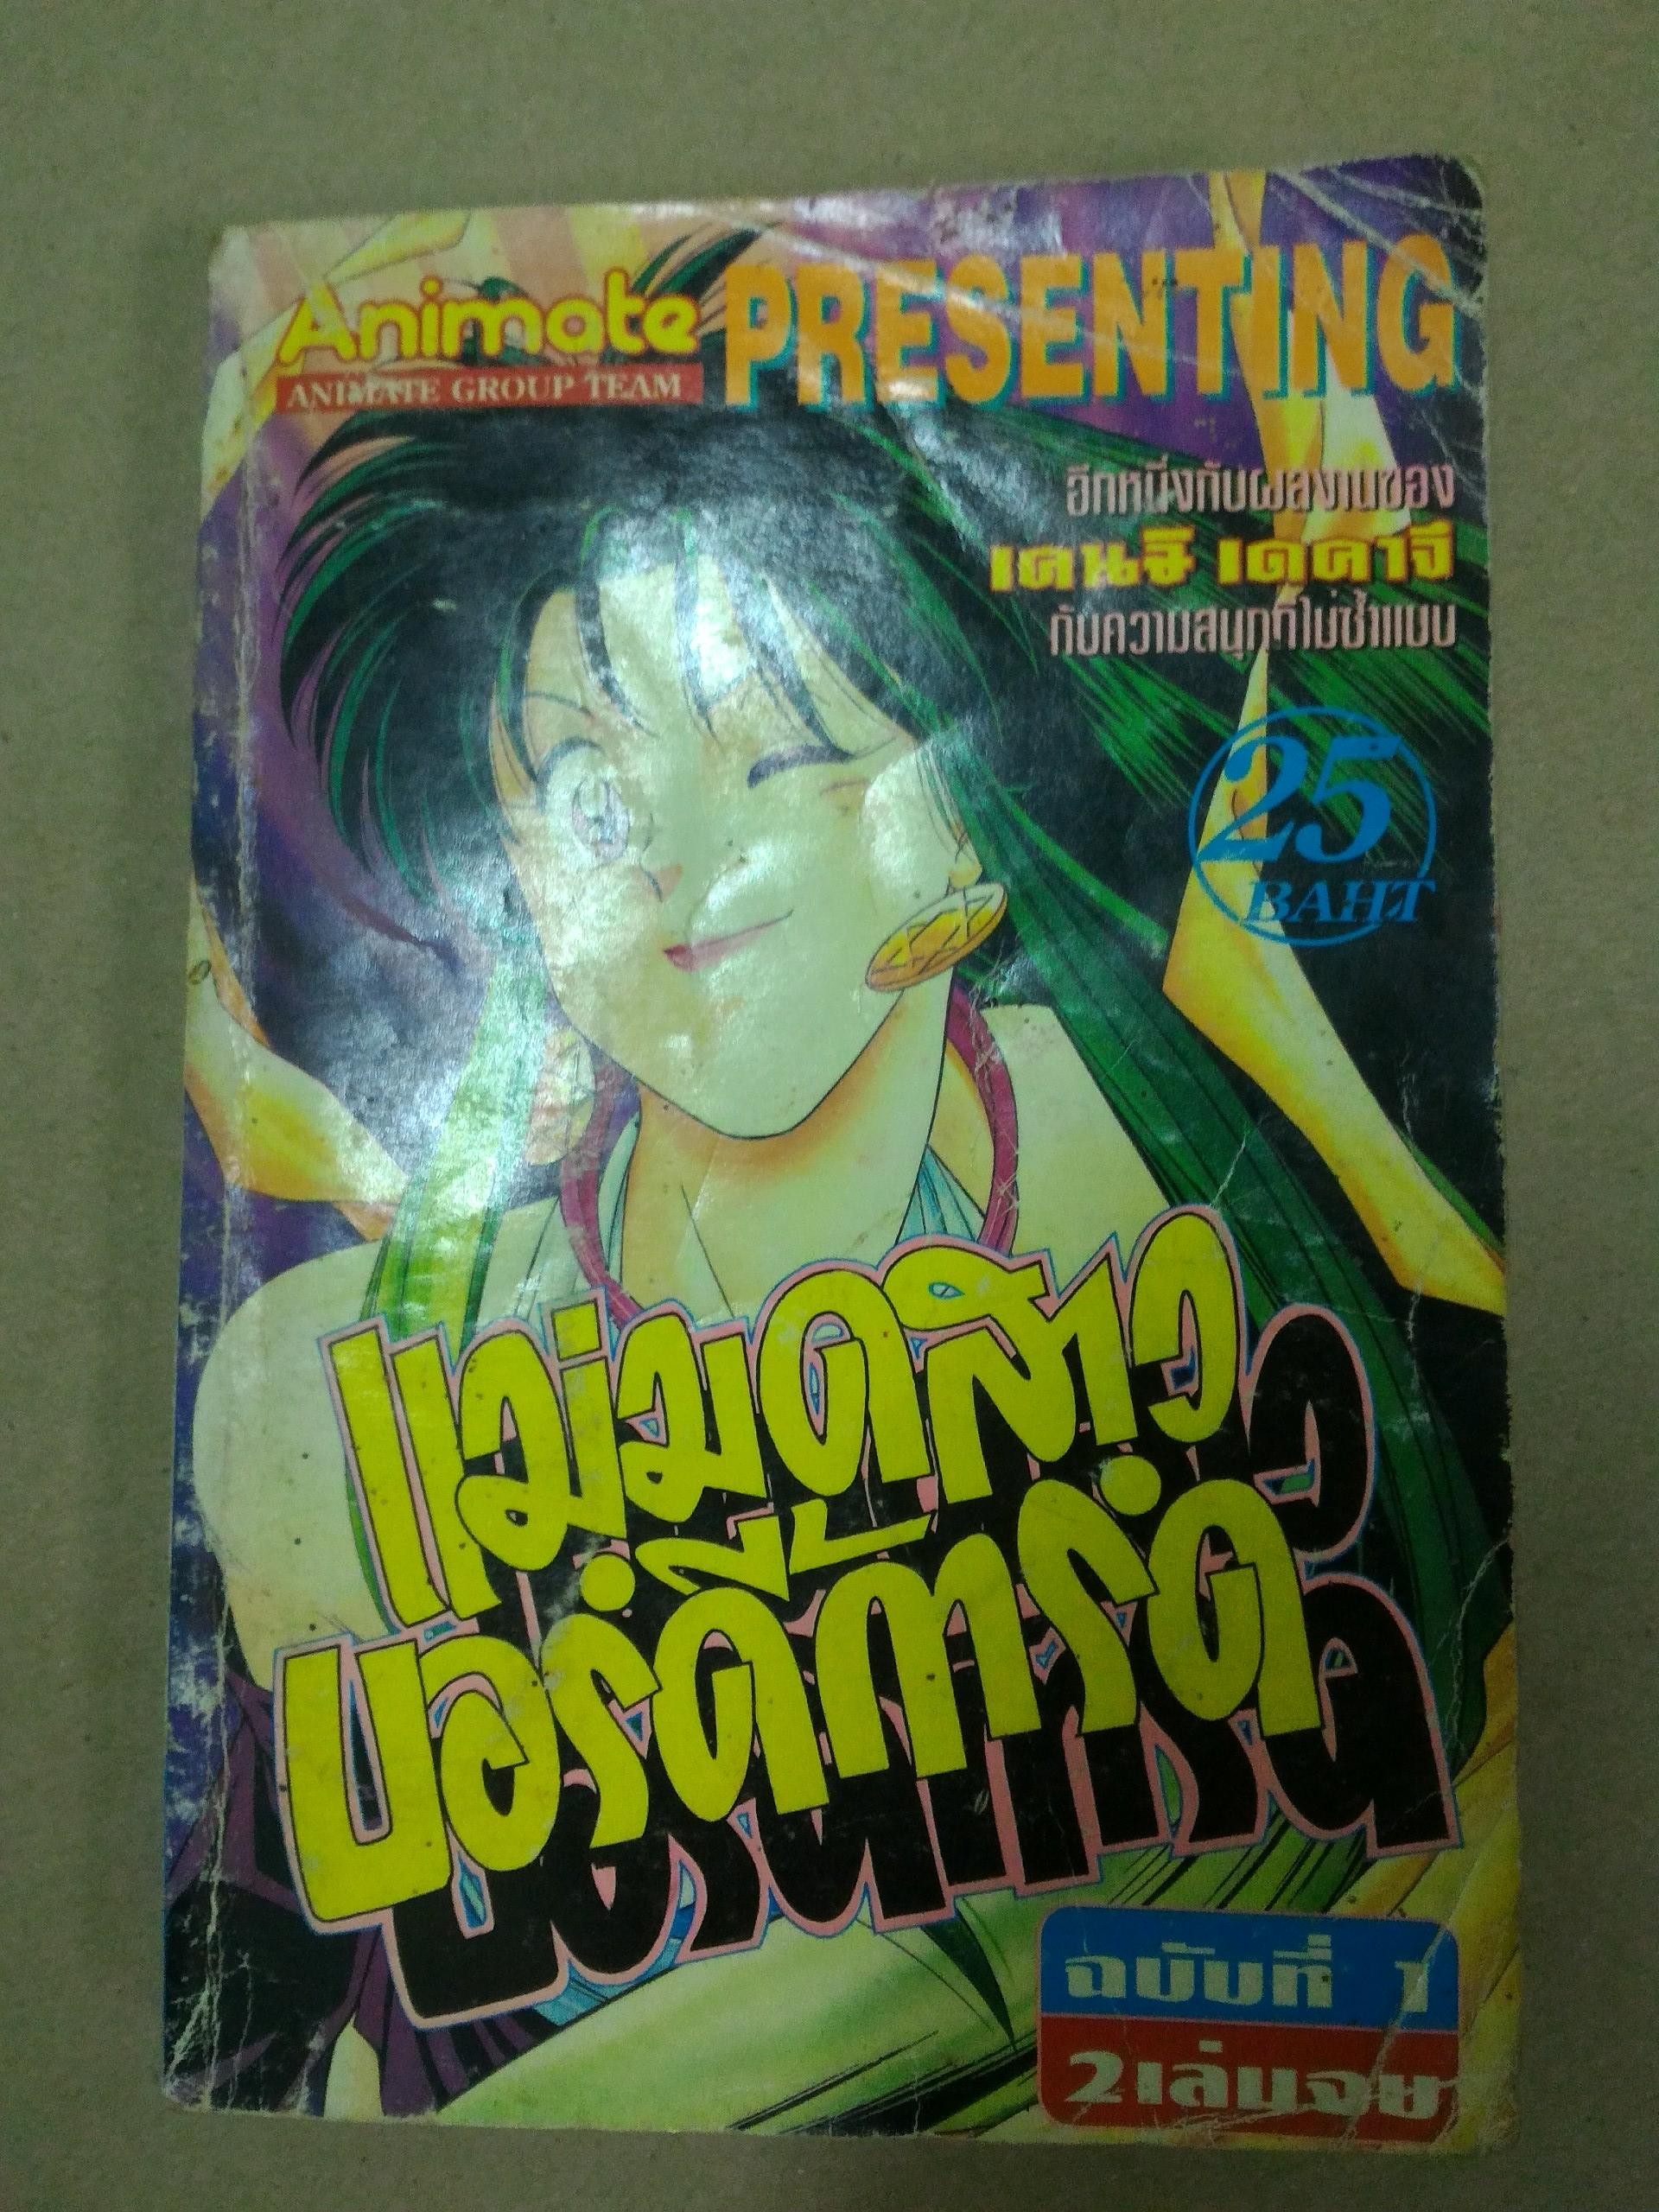 Animate
ANIMATE GROUP TEAM
PRESENTING
อีกหนึ่งกับผลงานของ
เคนจิ เดคาจี
กับความสนุกที่ไม่ซ้ำแบบ
25
BAHT
แม่มดสาว
บอร์ดี้การ์ด
ฉบับที่ 1
2เล่มจบ